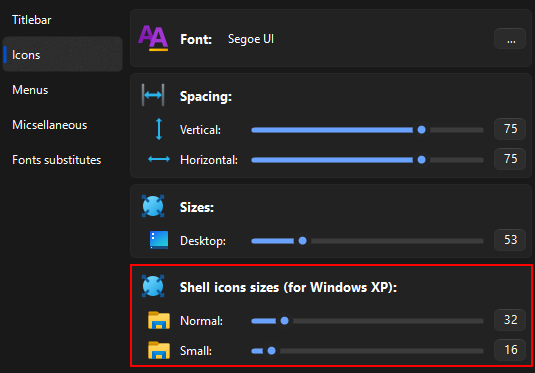 Titlebar
Icons
Menus
Micsellaneous
Fonts substitutes
Font: Segoe UI ...
Spacing:
Vertical: 75
Horizontal: 75
Sizes:
Desktop: 53
Shell icons sizes (for Windows XP):
Normal: 32
Small: 16